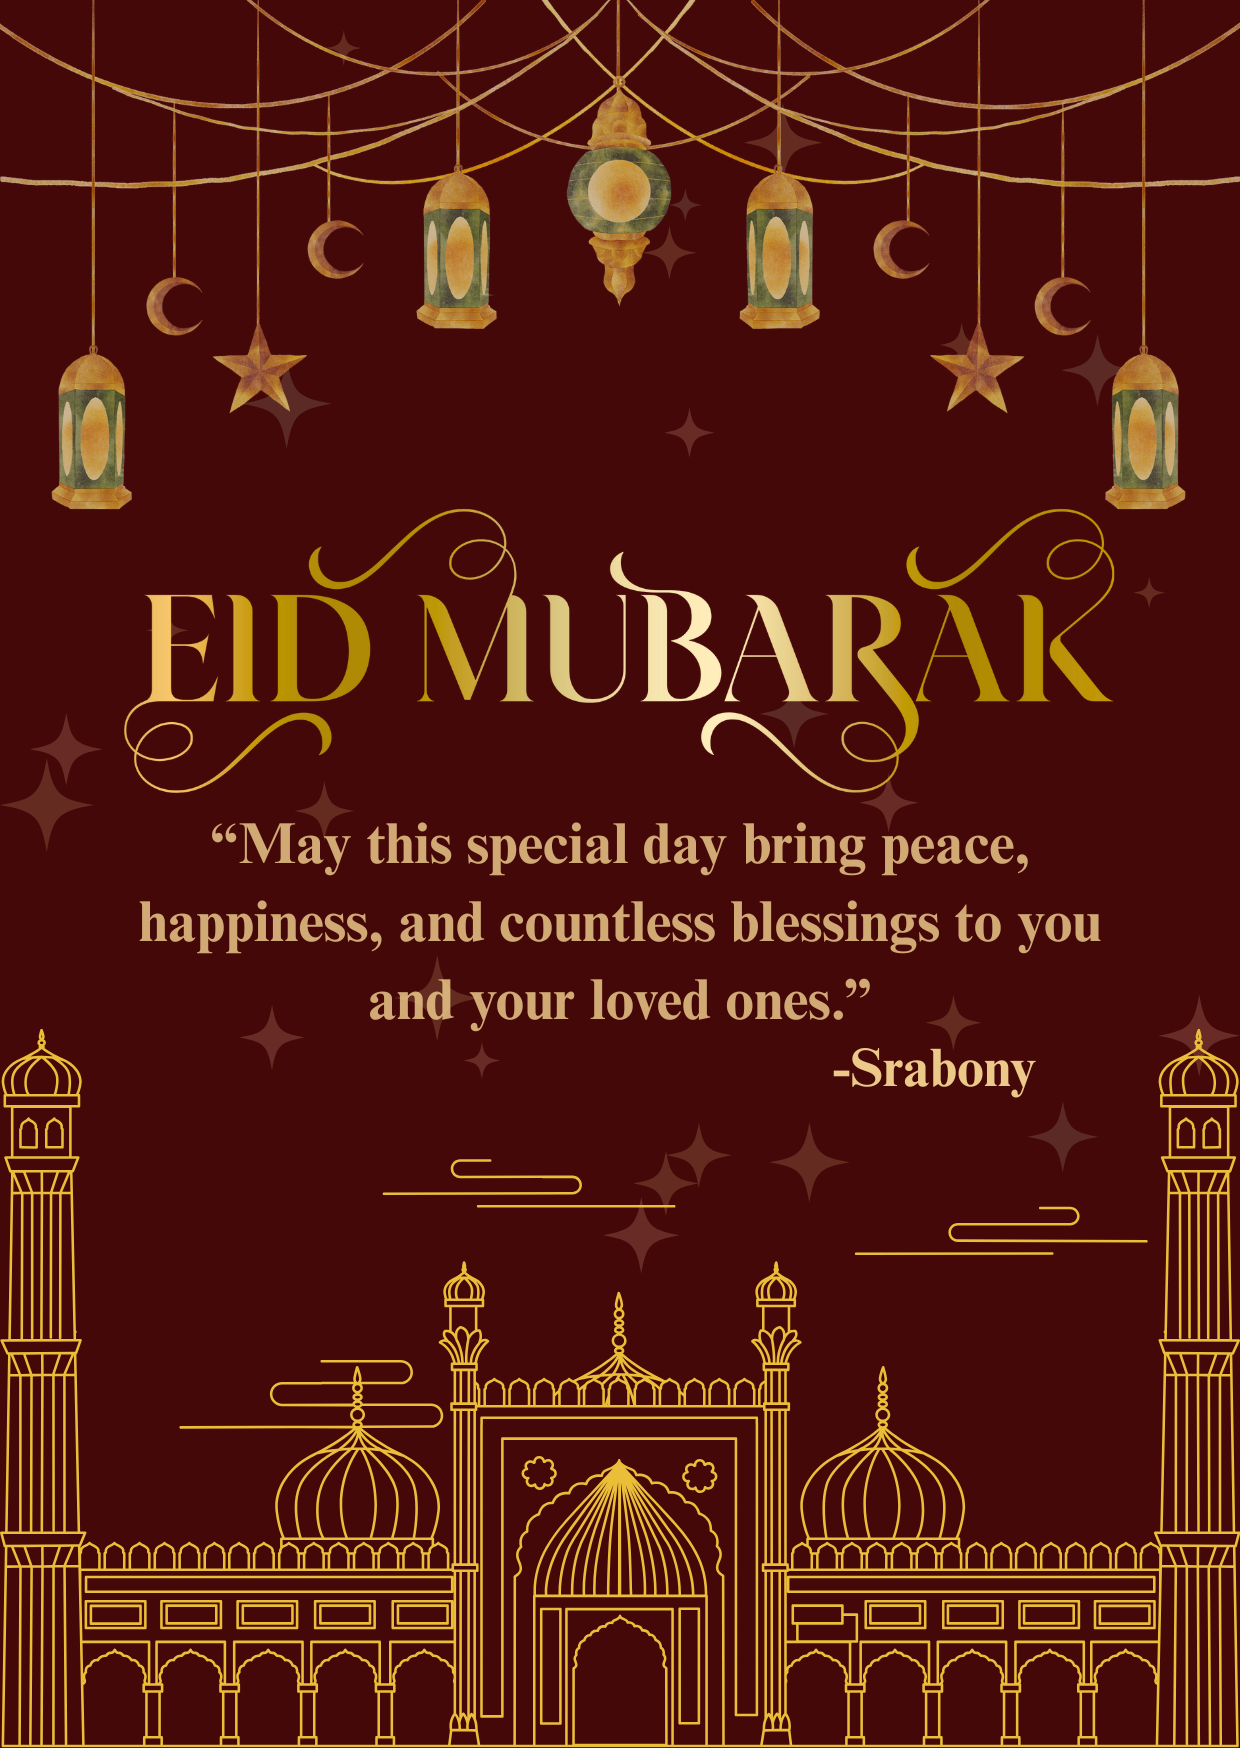 EID MUBARAK
“May this special day bring peace,
happiness, and countless blessings to you
and your loved ones.”
-Srabony